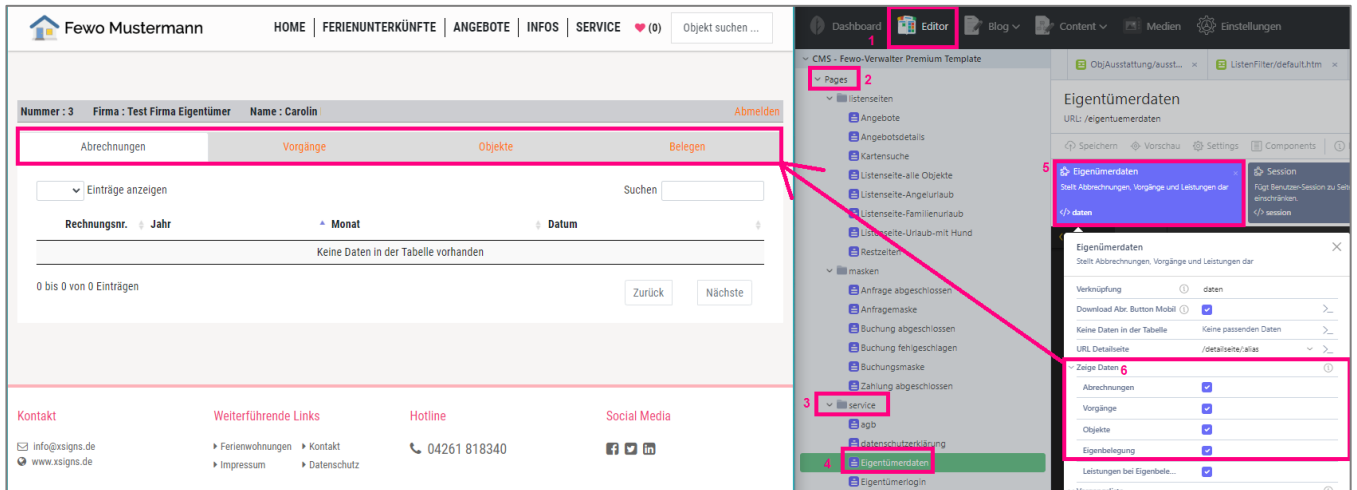 Fewo Mustermann
HOME | FERIENUNTERKÜNFTE | ANGEBOTE | INFOS | SERVICE (0) Objekt suchen ...
Nummer : 3 Firma : Test Firma Eigentümer Name : Carolin Abmelden
Abrechnungen Vorgänge Objekte Belegen
Einträge anzeigen Suchen
Rechnungsnr. Jahr Monat Datum
Keine Daten in der Tabelle vorhanden
0 bis 0 von 0 Einträgen Zurück Nächste
Kontakt
info@xsigns.de
www.xsigns.de
Weiterführende Links
Ferienwohnungen Kontakt
Impressum Datenschutz
Hotline
04261 818340
Social Media
Dashboard Editor Blog Content Medien Einstellungen
1
CMS - Fewo-Verwalter Premium Template
Pages 2
listenseiten
Angebote
Angebotsdetails
Kartensuche
Listenseite-alle Objekte
Listenseite-Angelurlaub
Listenseite-Familienurlaub
Listenseite-Urlaub-mit Hund
Restzeiten
masken
Anfrage abgeschlossen
Anfragemaske
Buchung abgeschlossen
Buchung fehlgeschlagen
Buchungsmaske
Zahlung abgeschlossen
3 service
agb
datenschutzerklärung
4 Eigentümerdaten
Eigentümerlogin
ObjAusstattung/ausst... × ListenFilter/default.htm ×
Eigentümerdaten
URL: /eigentuemerdaten
Speichern Vorschau Settings Components
5 Eigenümerdaten ×
Stellt Abbrechnungen, Vorgänge und Leistungen dar
</> daten
Session
Fügt Benutzer-Session zu
einschränken.
</> session
Eigenümerdaten
Stellt Abbrechnungen, Vorgänge und Leistungen dar
Verknüpfung daten
Download Abr. Button Mobil
Keine Daten in der Tabelle Keine passenden Daten
URL Detailseite /detailseite/:alias
Zeige Daten 6
Abrechnungen
Vorgänge
Objekte
Eigenbelegung
Leistungen bei Eigenbele...